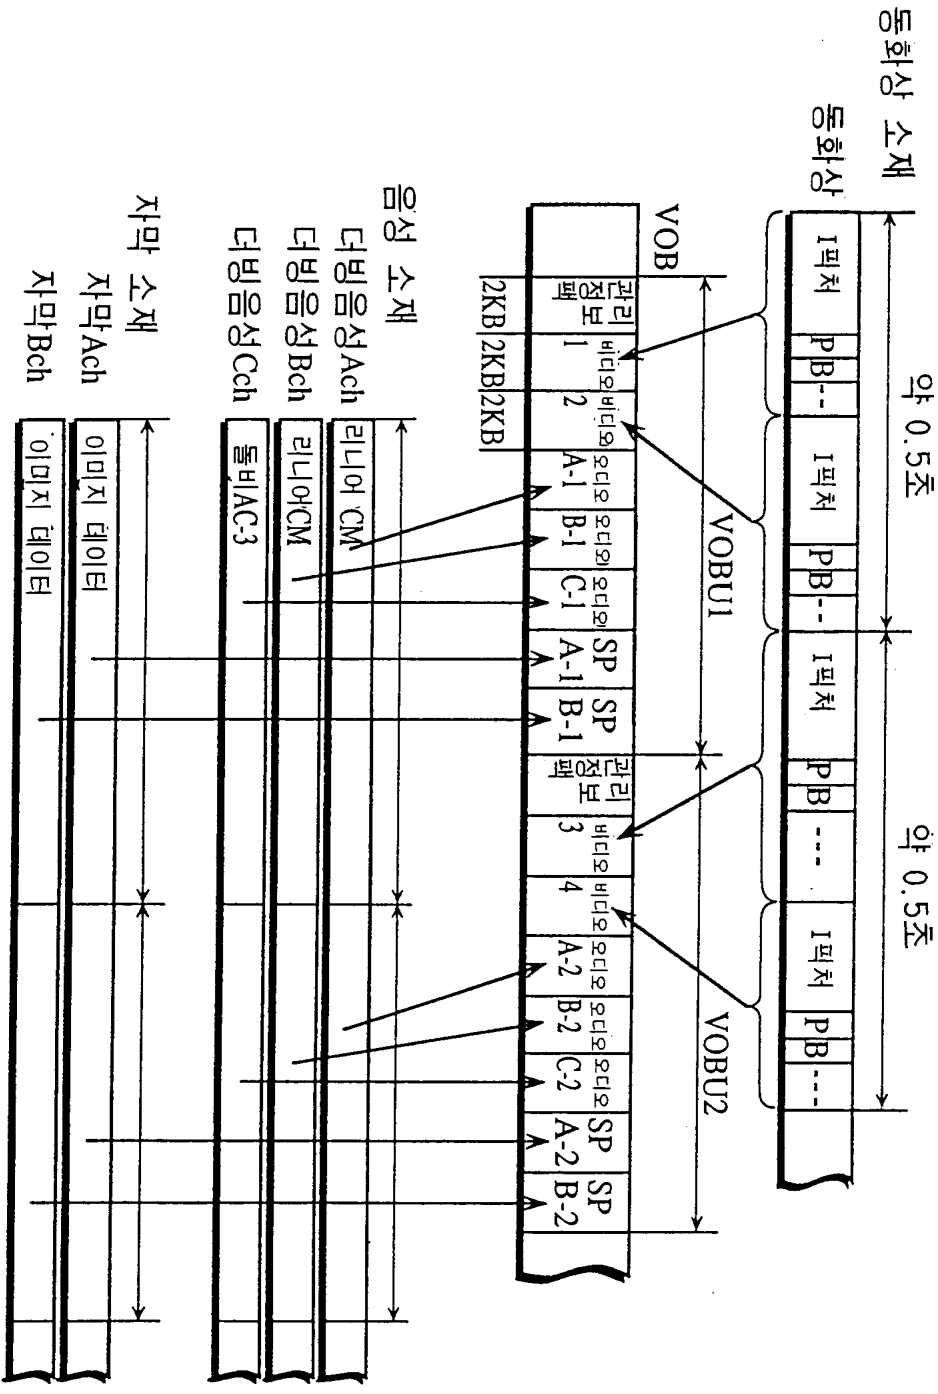 동화상 소재
약 0.5초
약 0.5초
동화상
I픽처
P
B
--
I픽처
P
B
--
I픽처
P
B
---
I픽처
P
B
---
VOB
VOBU1
VOBU2
관리
정보
팩
비디오
1
비디오
2
오디오
A-1
오디오
B-1
오디오
C-1
SP
A-1
SP
B-1
관리
정보
팩
비디오
3
비디오
4
오디오
A-2
오디오
B-2
오디오
C-2
SP
A-2
SP
B-2
2KB
2KB
2KB
음성 소재
더빙음성Ach
리니어 CM
더빙음성Bch
리니어CM
더빙음성Cch
돌비AC-3
자막 소재
자막Ach
이미지 데이터
자막Bch
이미지 데이터